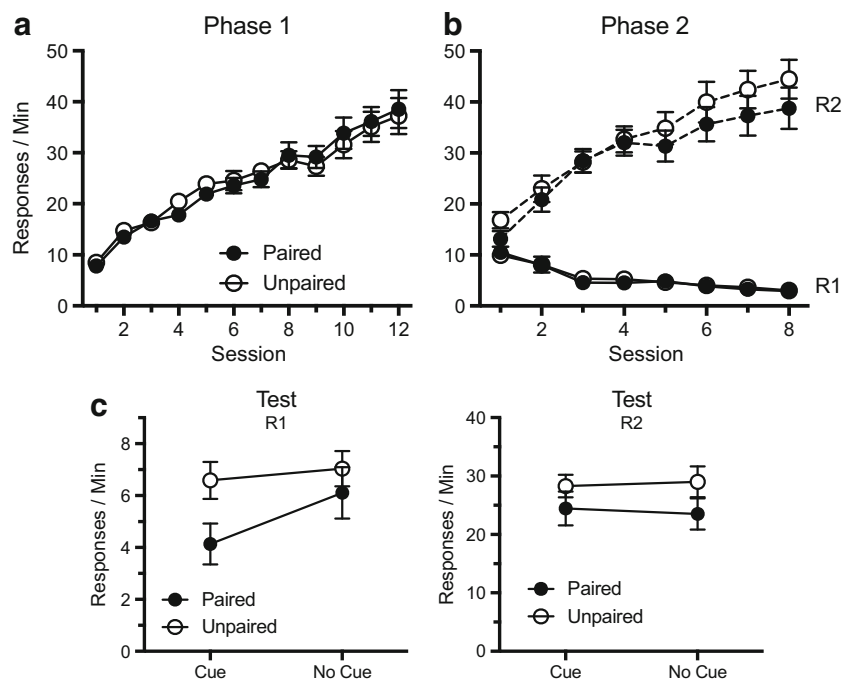 a
Phase 1
Responses / Min
50
40
30
20
10
0
Paired
Unpaired
2 4 6 8 10 12
Session
b
Phase 2
50
40
30
20
10
0
R2
R1
2 4 6 8
Session
c
Test
R1
Responses / Min
8
6
4
2
0
Paired
Unpaired
Cue No Cue
Test
R2
Responses / Min
40
30
20
10
0
Paired
Unpaired
Cue No Cue